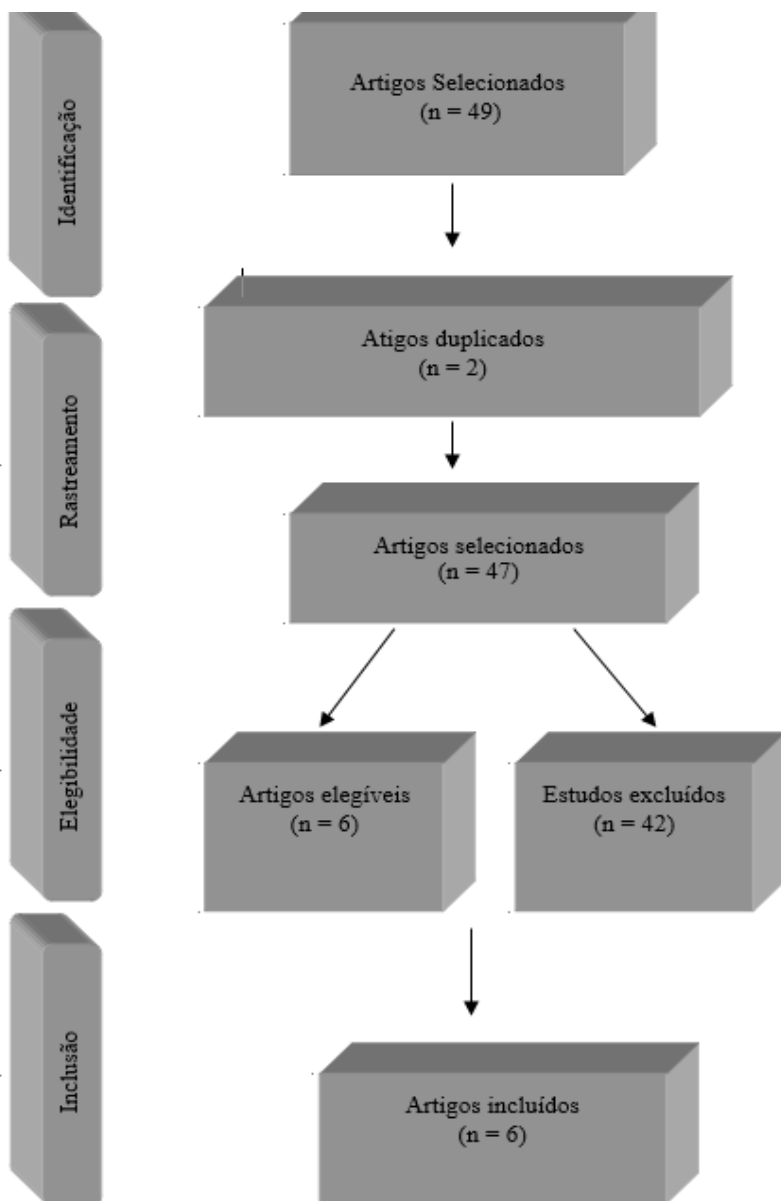 Identificação
Artigos Selecionados
(n = 49)
Rastreamento
Atigos duplicados
(n = 2)
Artigos selecionados
(n = 47)
Elegibilidade
Artigos elegíveis
(n = 6)
Estudos excluídos
(n = 42)
Inclusão
Artigos incluídos
(n = 6)